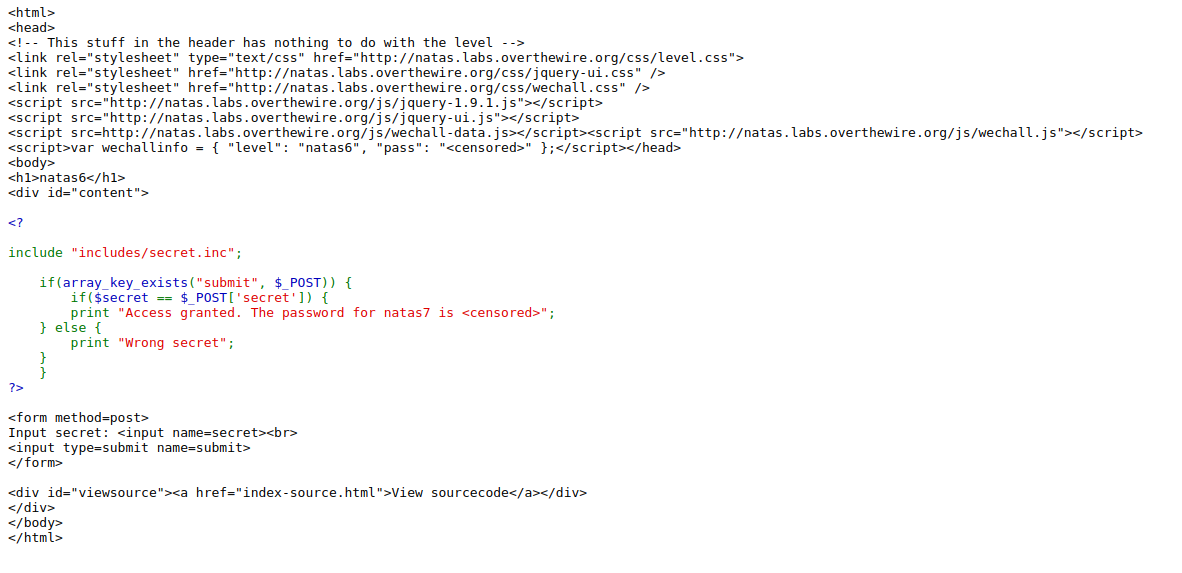 <html>
<head>
<!-- This stuff in the header has nothing to do with the level -->
<link rel="stylesheet" type="text/css" href="http://natas.labs.overthewire.org/css/level.css">
<link rel="stylesheet" href="http://natas.labs.overthewire.org/css/jquery-ui.css" />
<link rel="stylesheet" href="http://natas.labs.overthewire.org/css/wechall.css" />
<script src="http://natas.labs.overthewire.org/js/jquery-1.9.1.js"></script>
<script src="http://natas.labs.overthewire.org/js/jquery-ui.js"></script>
<script src=http://natas.labs.overthewire.org/js/wechall-data.js></script><script src="http://natas.labs.overthewire.org/js/wechall.js"></script>
<script>var wechallinfo = { "level": "natas6", "pass": "<censored>" };</script></head>
<body>
<h1>natas6</h1>
<div id="content">

<?

include "includes/secret.inc";

    if(array_key_exists("submit", $_POST)) {
        if($secret == $_POST['secret']) {
        print "Access granted. The password for natas7 is <censored>";
    } else {
        print "Wrong secret";
    }
    }
?>

<form method=post>
Input secret: <input name=secret><br>
<input type=submit name=submit>
</form>

<div id="viewsource"><a href="index-source.html">View sourcecode</a></div>
</div>
</body>
</html>